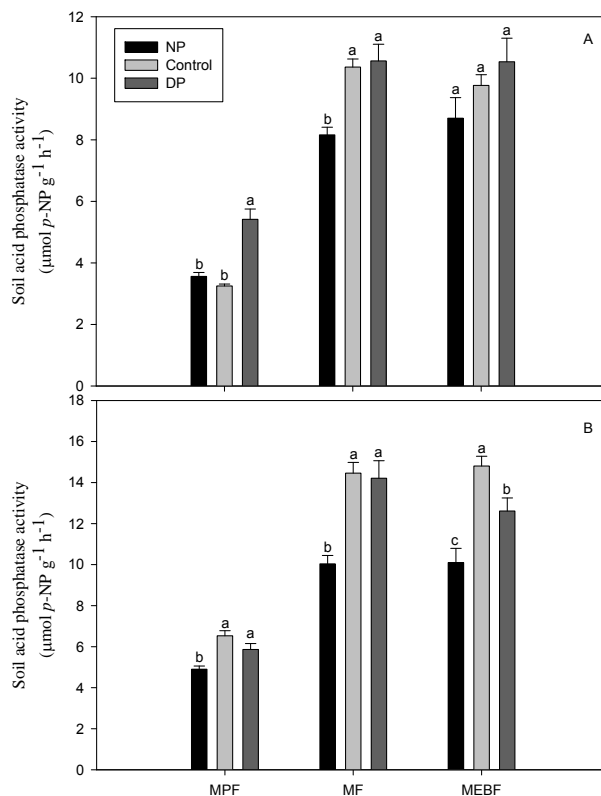 12
10
8
6
4
2
0
Soil acid phosphatase activity
(μmol p-NP g-1 h-1)
NP
Control
DP
A
b
b
a
b
a
a
a
a
a
18
16
14
12
10
8
6
4
2
0
Soil acid phosphatase activity
(μmol p-NP g-1 h-1)
B
b
a
a
b
a
a
c
a
b
MPF
MF
MEBF